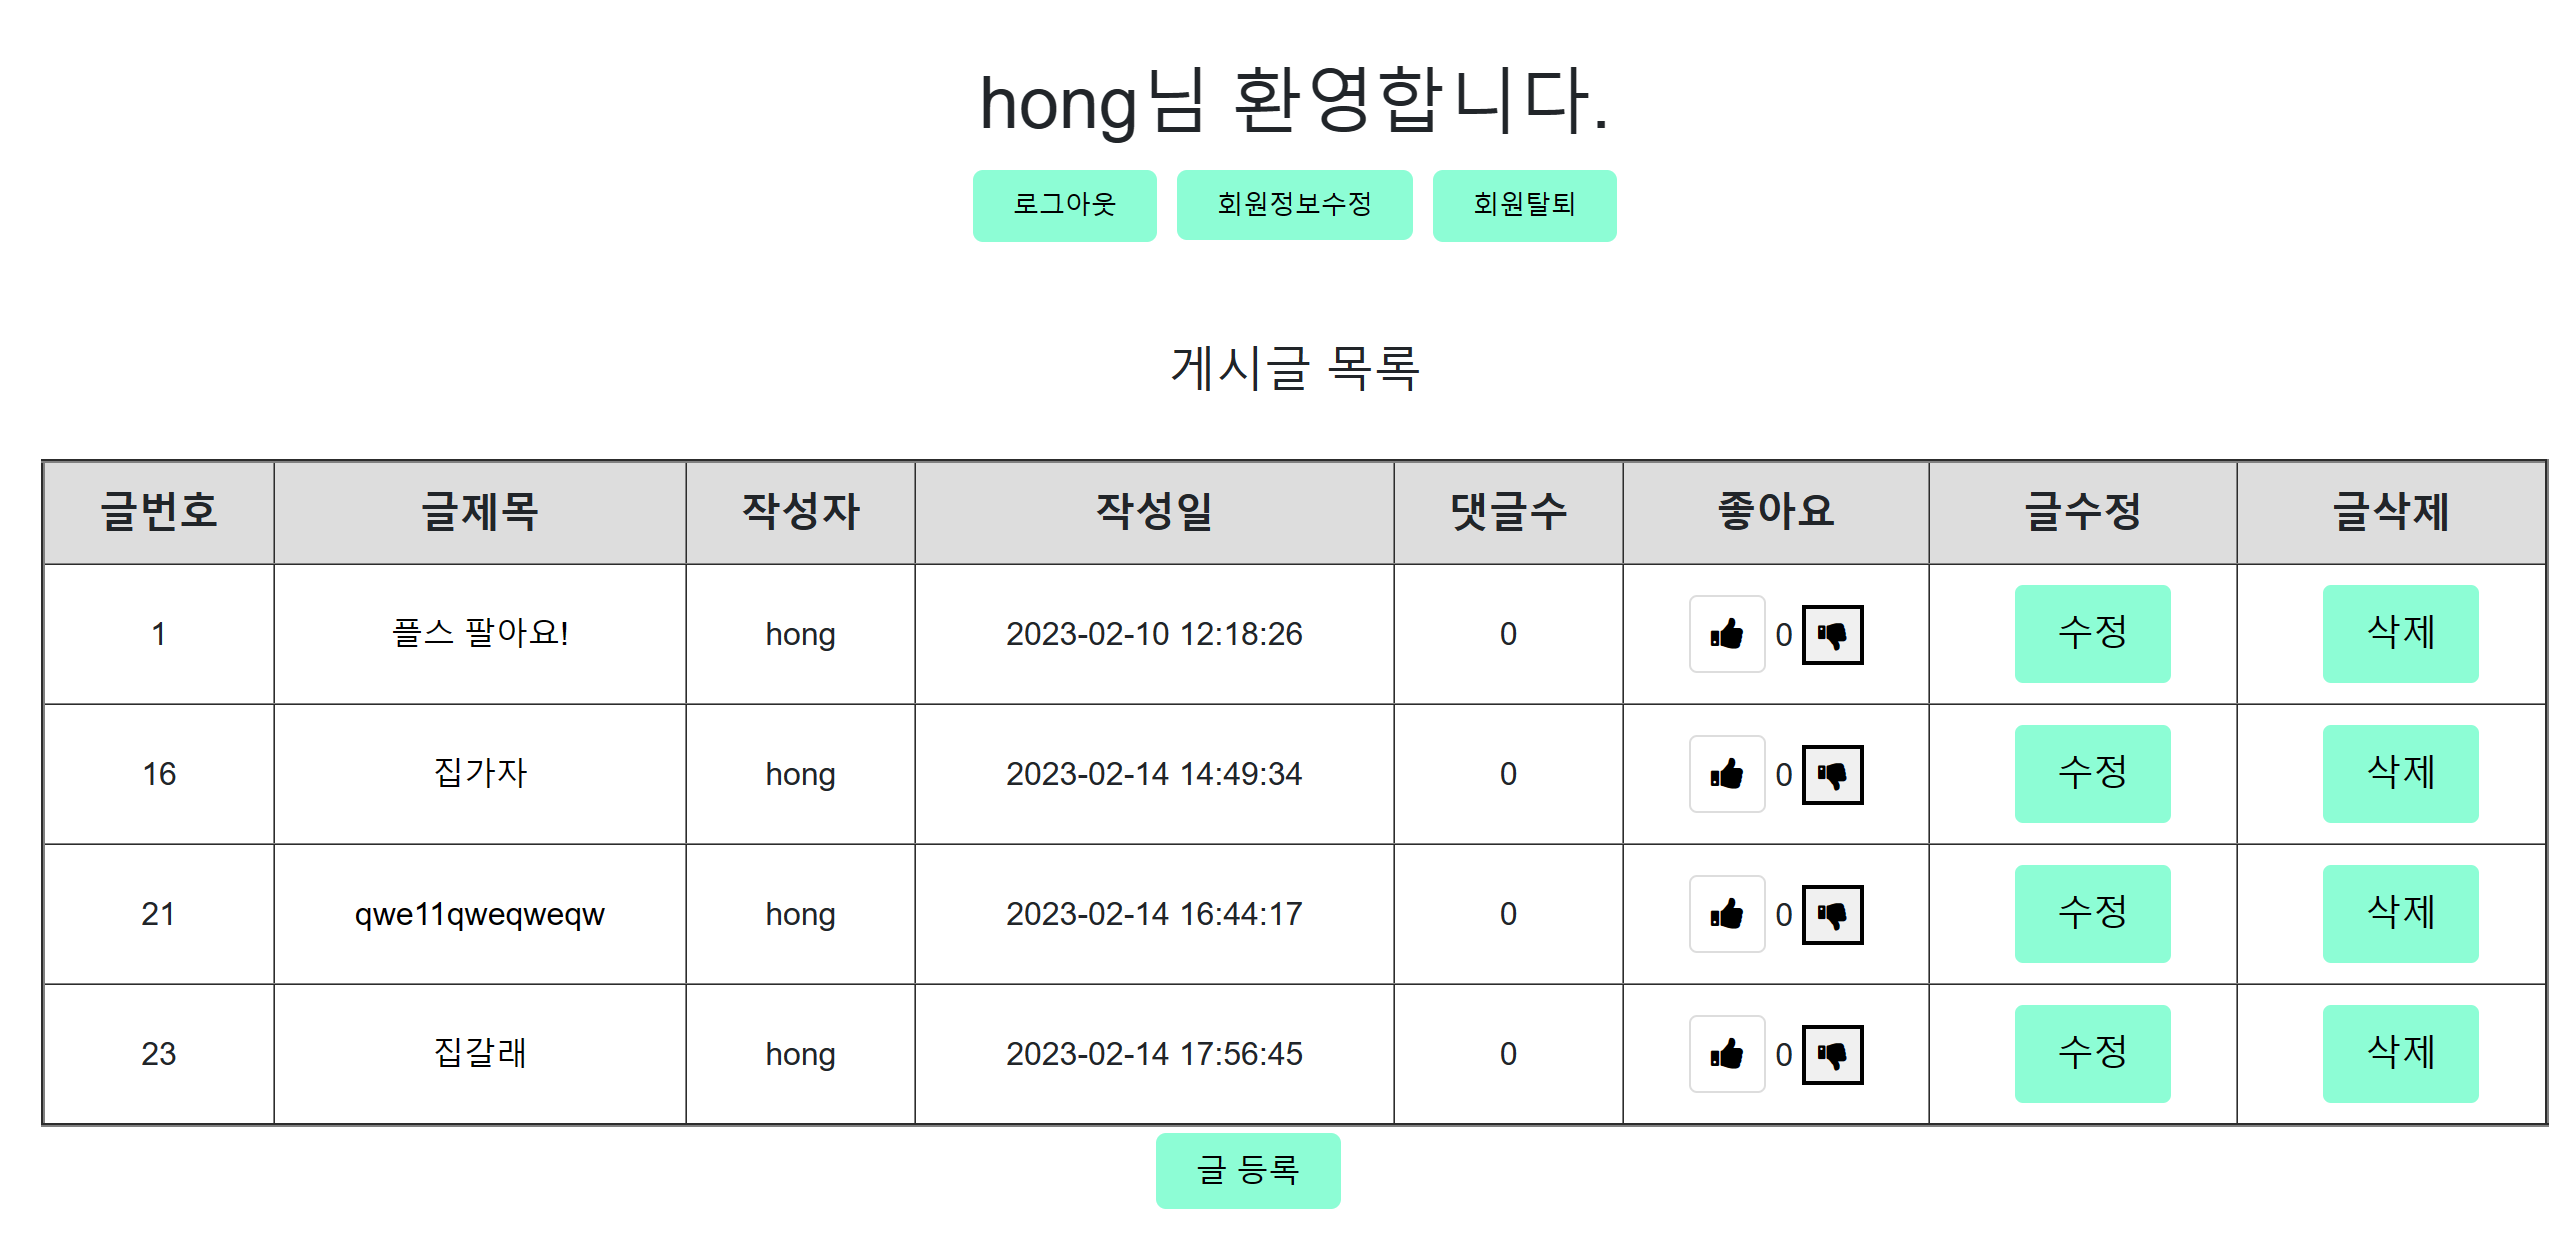 hong님 환영합니다.
로그아웃 회원정보수정 회원탈퇴
게시글 목록
글번호 글제목 작성자 작성일 댓글수 좋아요 글수정 글삭제
1 플스 팔아요! hong 2023-02-10 12:18:26 0 0 수정 삭제
16 집가자 hong 2023-02-14 14:49:34 0 0 수정 삭제
21 qwe11qweqweqw hong 2023-02-14 16:44:17 0 0 수정 삭제
23 집갈래 hong 2023-02-14 17:56:45 0 0 수정 삭제
글 등록